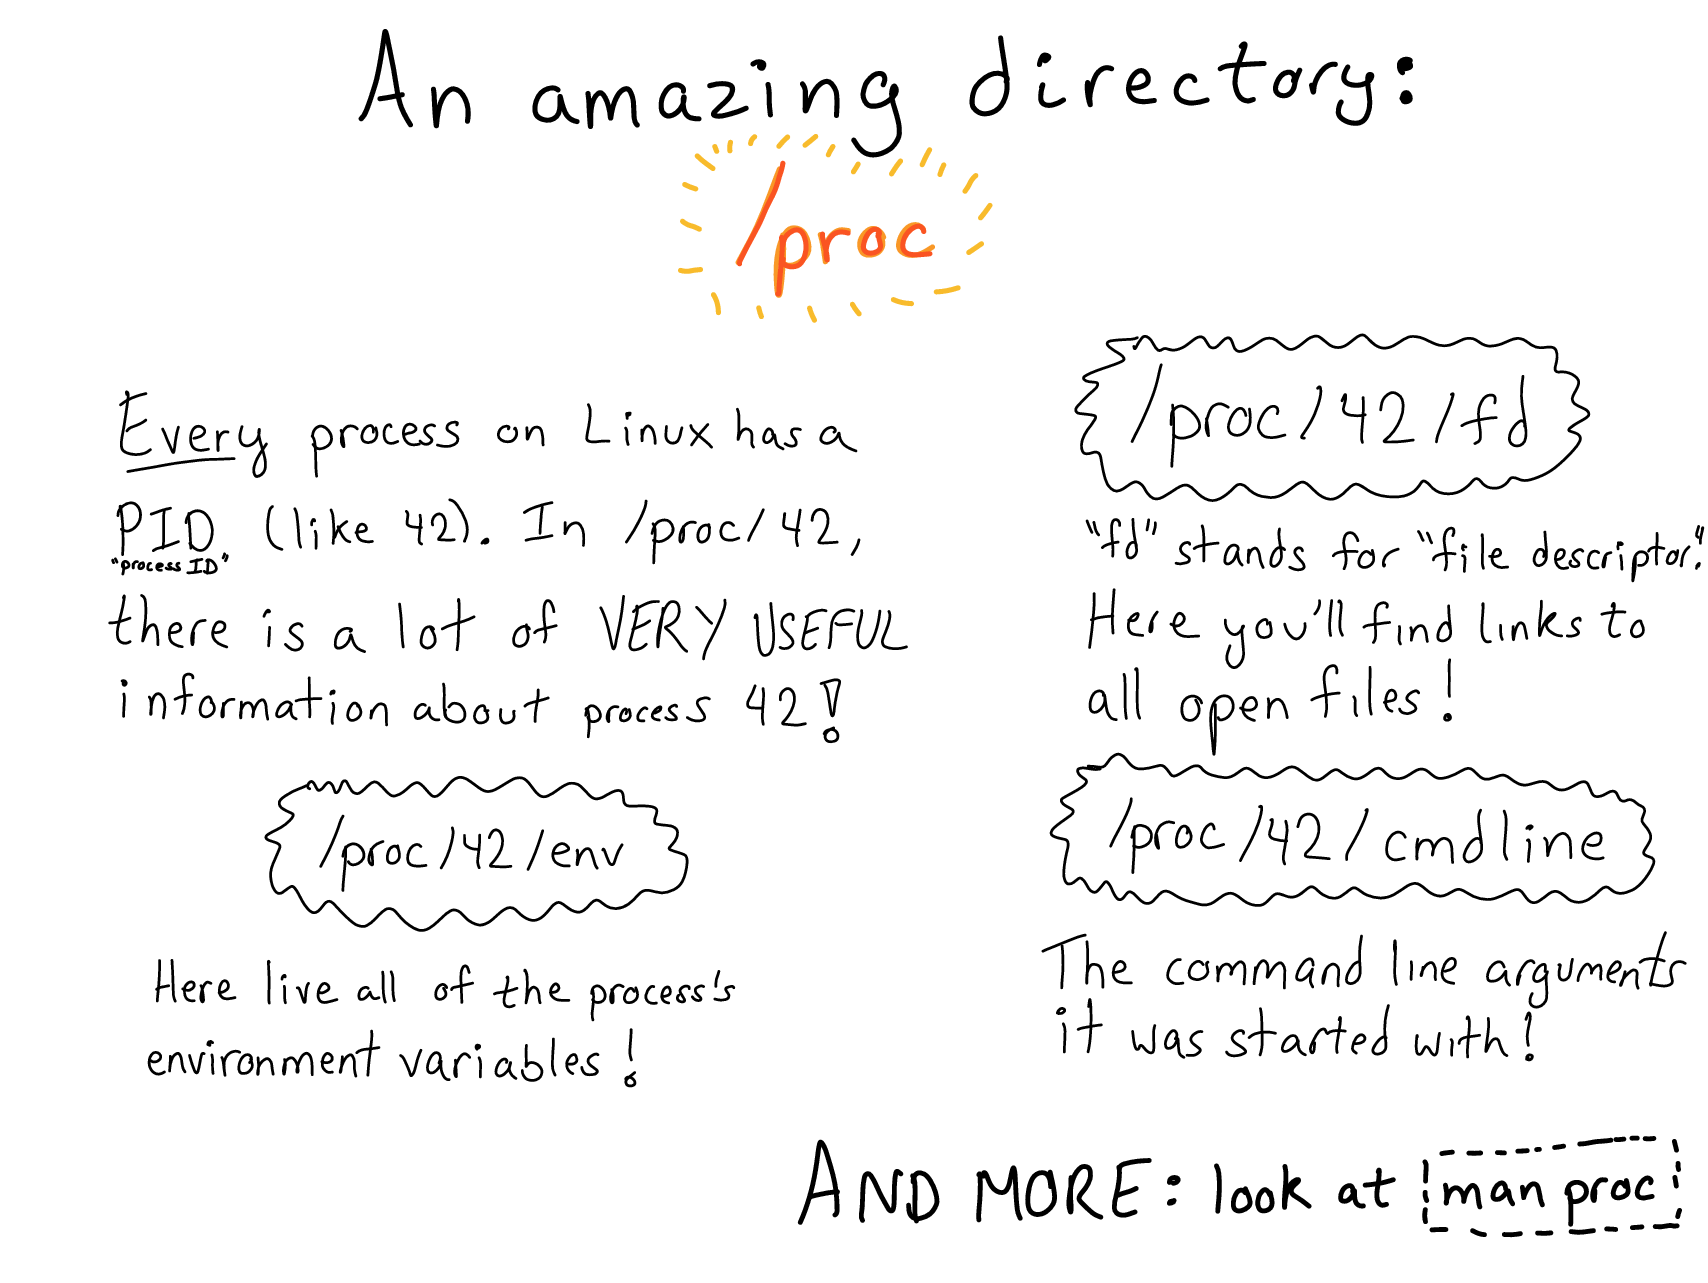 An amazing directory:
/proc
Every process on Linux has a
PID (like 42). In /proc/42,
"process ID"
there is a lot of VERY USEFUL
information about process 42!
/proc/42/env
Here live all of the process's
environment variables!
/proc/42/fd
"fd" stands for "file descriptor."
Here you'll find links to
all open files!
/proc/42/cmdline
The command line arguments
it was started with!
AND MORE: look at man proc